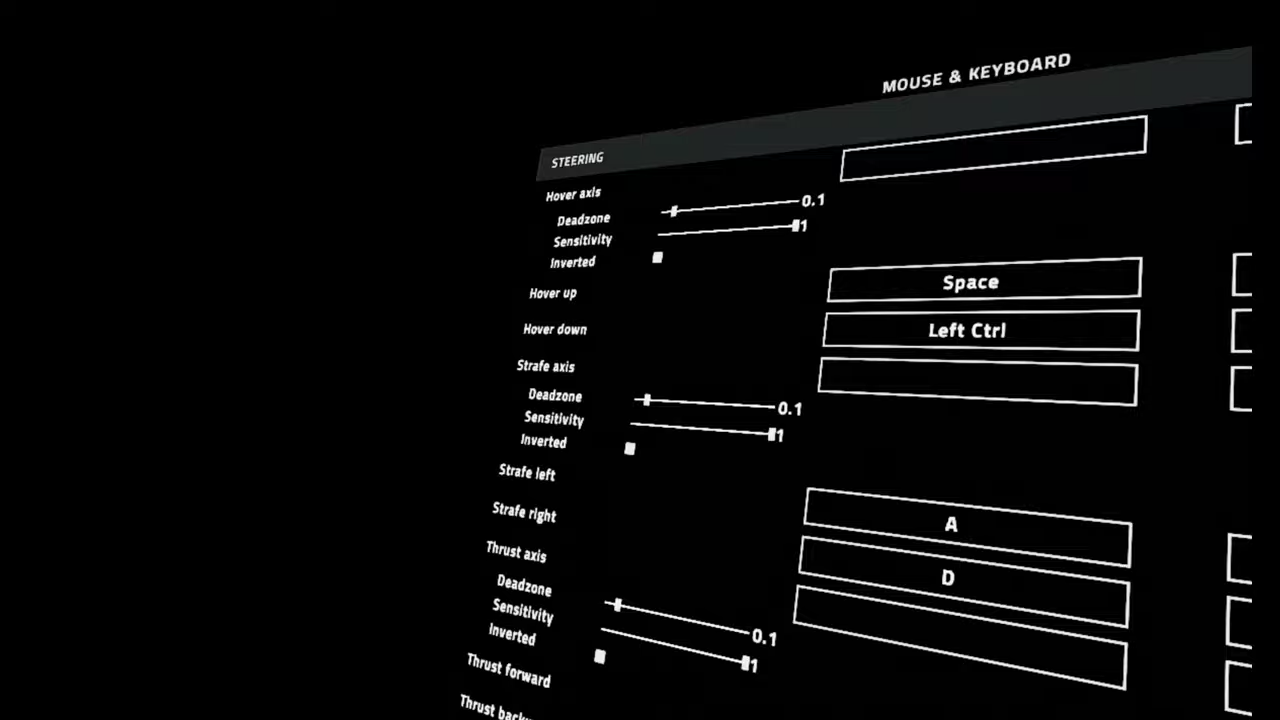 MOUSE & KEYBOARD
STEERING
Hover axis
Deadzone 0.1
Sensitivity 1
Inverted
Hover up Space
Hover down Left Ctrl
Strafe axis
Deadzone 0.1
Sensitivity 1
Inverted
Strafe left A
Strafe right D
Thrust axis
Deadzone 0.1
Sensitivity 1
Inverted
Thrust forward
Thrust